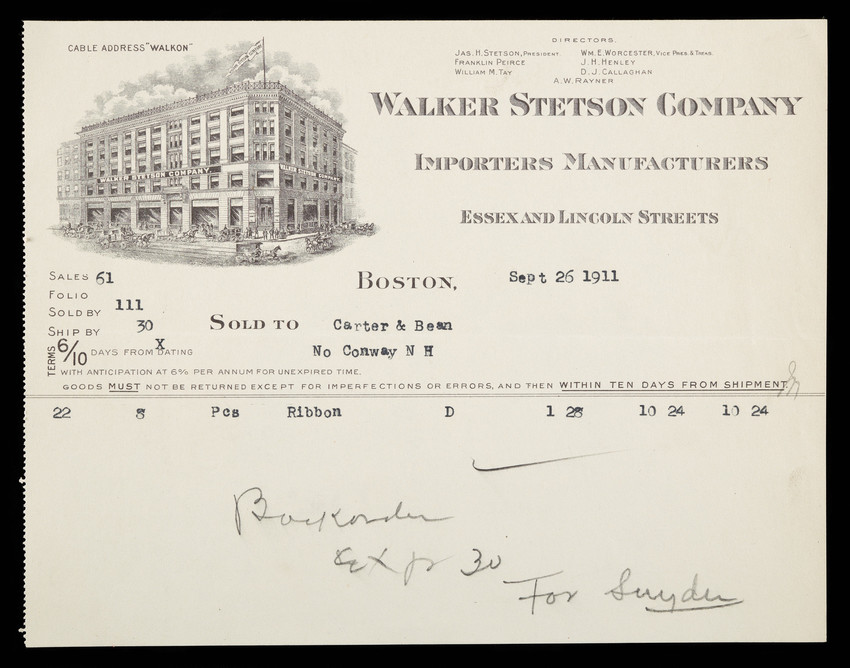 CABLE ADDRESS "WALKON"
DIRECTORS.
JAS. H. STETSON, PRESIDENT. WM. E. WORCESTER, VICE PRES. & TREAS.
FRANKLIN PEIRCE J. H. HENLEY
WILLIAM M. TAY D. J. CALLAGHAN
A. W. RAYNER
WALKER STETSON COMPANY
IMPORTERS MANUFACTURERS
ESSEX AND LINCOLN STREETS
WALKER STETSON COMPANY
WALKER STETSON COMPANY
SALES 61
BOSTON, Sept 26 1911
FOLIO
SOLD BY 111
SHIP BY 30
SOLD TO Carter & Bean
TERMS 6/10 DAYS FROM X DATING
No Conway N H
WITH ANTICIPATION AT 6% PER ANNUM FOR UNEXPIRED TIME.
GOODS MUST NOT BE RETURNED EXCEPT FOR IMPERFECTIONS OR ERRORS, AND THEN WITHIN TEN DAYS FROM SHIPMENT.
22 8 Pcs Ribbon D 1 28 10 24 10 24
Backorder
Ex pr 30
For Snyder